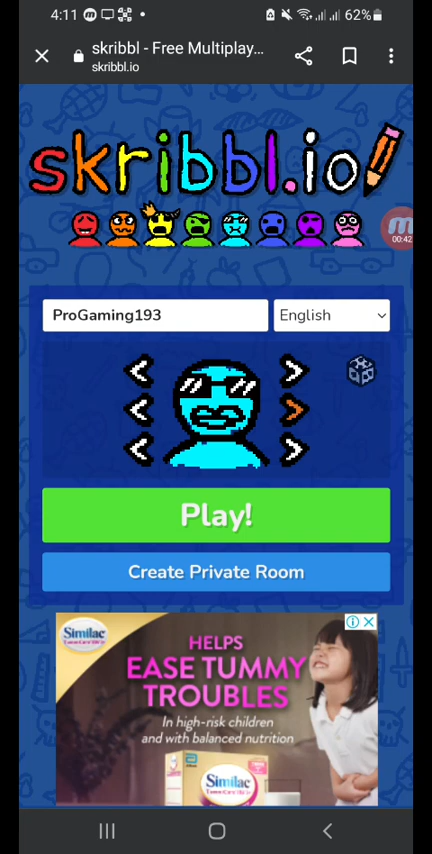 4:11
62%
skribbl - Free Multiplay...
skribbl.io
skribbl.io
00:42
ProGaming193
English
Play!
Create Private Room
Similac
HELPS
EASE TUMMY
TROUBLES
In high-risk children
and with balanced nutrition
Similac